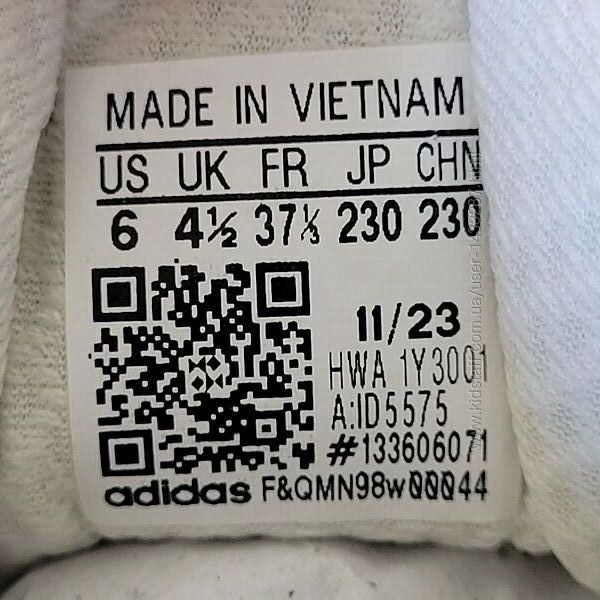 MADE IN VIETNAM
US UK FR JP CHN
6 4½ 37⅓ 230 230
11/23
HWA 1Y3001
A:ID5575
#133606071
adidas F&QMN98w00044